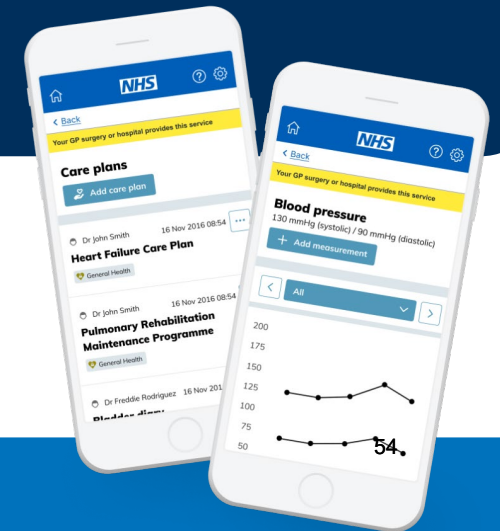 NHS
< Back
Your GP surgery or hospital provides this service
Care plans
Add care plan
Dr John Smith 16 Nov 2016 08:54
Heart Failure Care Plan
General Health
Dr John Smith 16 Nov 2016 08:54
Pulmonary Rehabilitation
Maintenance Programme
General Health
Dr Freddie Rodriguez 16 Nov 201
Bladder diary
NHS
< Back
Your GP surgery or hospital provides this service
Blood pressure
130 mmHg (systolic) / 90 mmHg (diastolic)
+ Add measurement
< All >
200
175
150
125
100
75
50
54